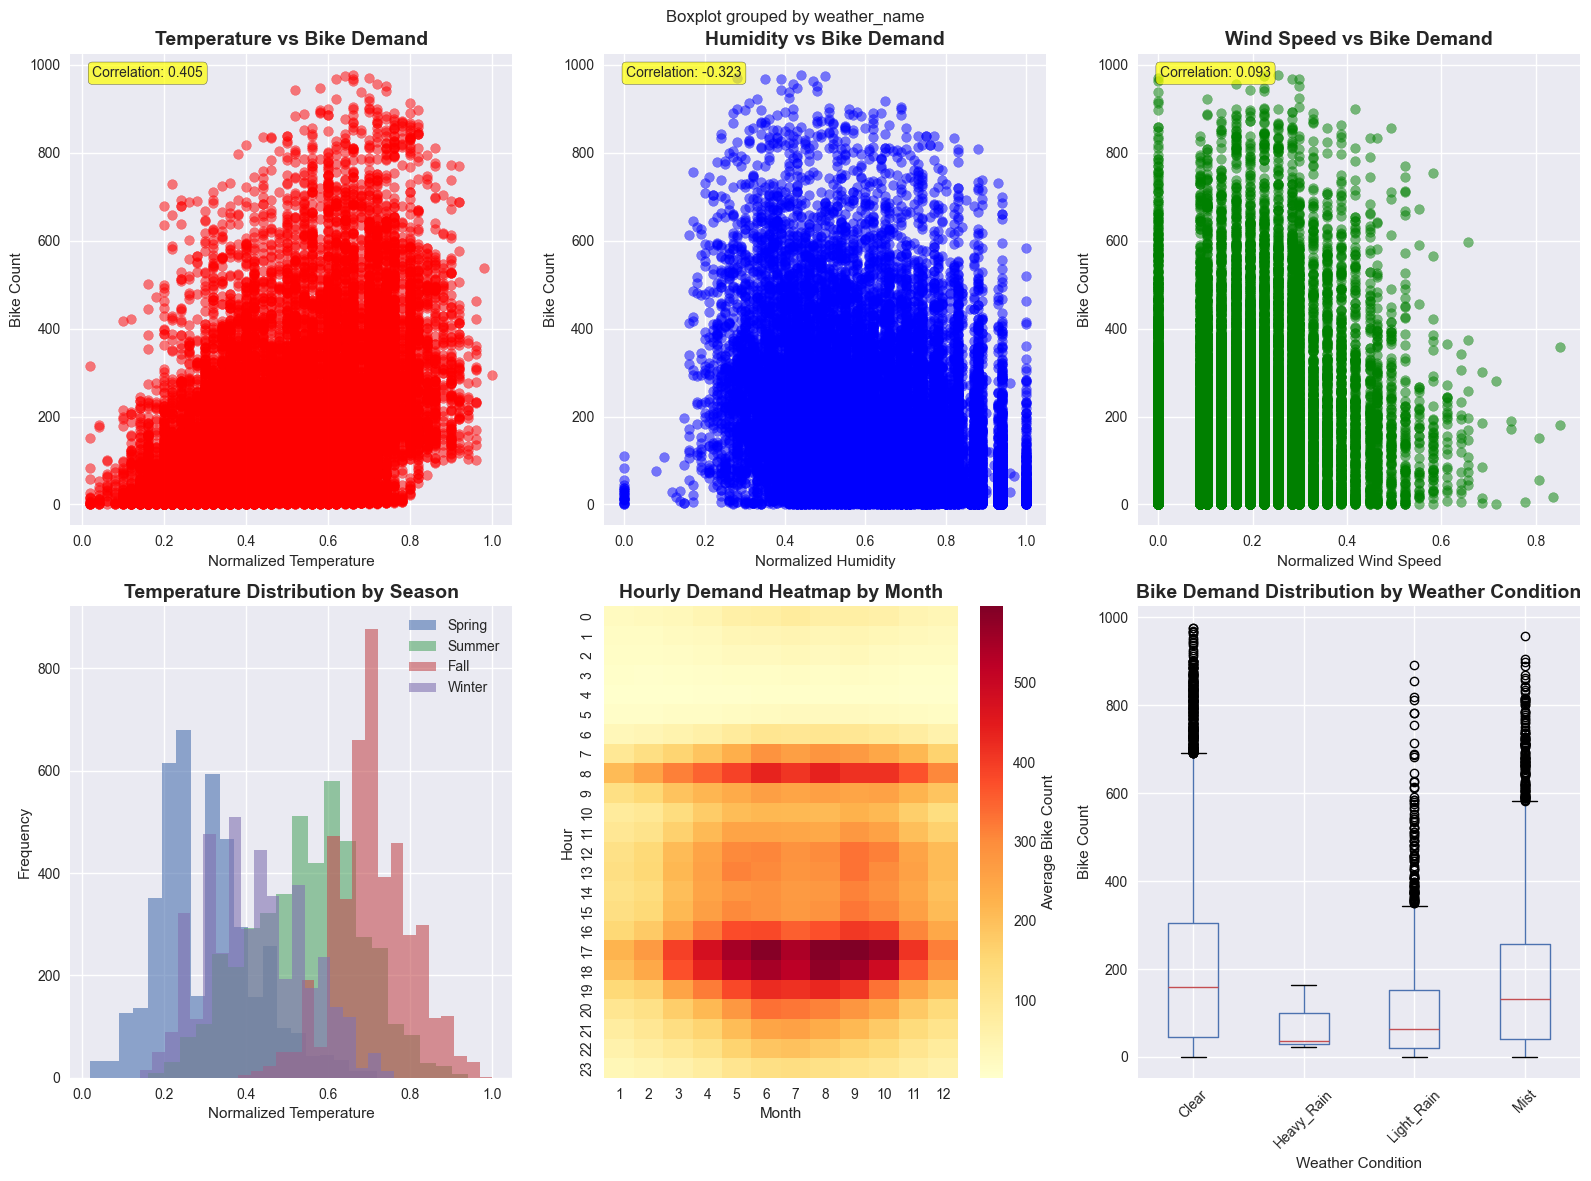 Boxplot grouped by weather_name
Temperature vs Bike Demand
Correlation: 0.405
Bike Count
1000
800
600
400
200
0
0.0 0.2 0.4 0.6 0.8 1.0
Normalized Temperature
Humidity vs Bike Demand
Correlation: -0.323
Bike Count
1000
800
600
400
200
0
0.0 0.2 0.4 0.6 0.8 1.0
Normalized Humidity
Wind Speed vs Bike Demand
Correlation: 0.093
Bike Count
1000
800
600
400
200
0
0.0 0.2 0.4 0.6 0.8
Normalized Wind Speed
Temperature Distribution by Season
Spring
Summer
Fall
Winter
Frequency
800
600
400
200
0
0.0 0.2 0.4 0.6 0.8 1.0
Normalized Temperature
Hourly Demand Heatmap by Month
Hour
0
1
2
3
4
5
6
7
8
9
10
11
12
13
14
15
16
17
18
19
20
21
22
23
1 2 3 4 5 6 7 8 9 10 11 12
Month
500
400
300
200
100
Average Bike Count
Bike Demand Distribution by Weather Condition
Bike Count
1000
800
600
400
200
0
Clear
Heavy_Rain
Light_Rain
Mist
Weather Condition